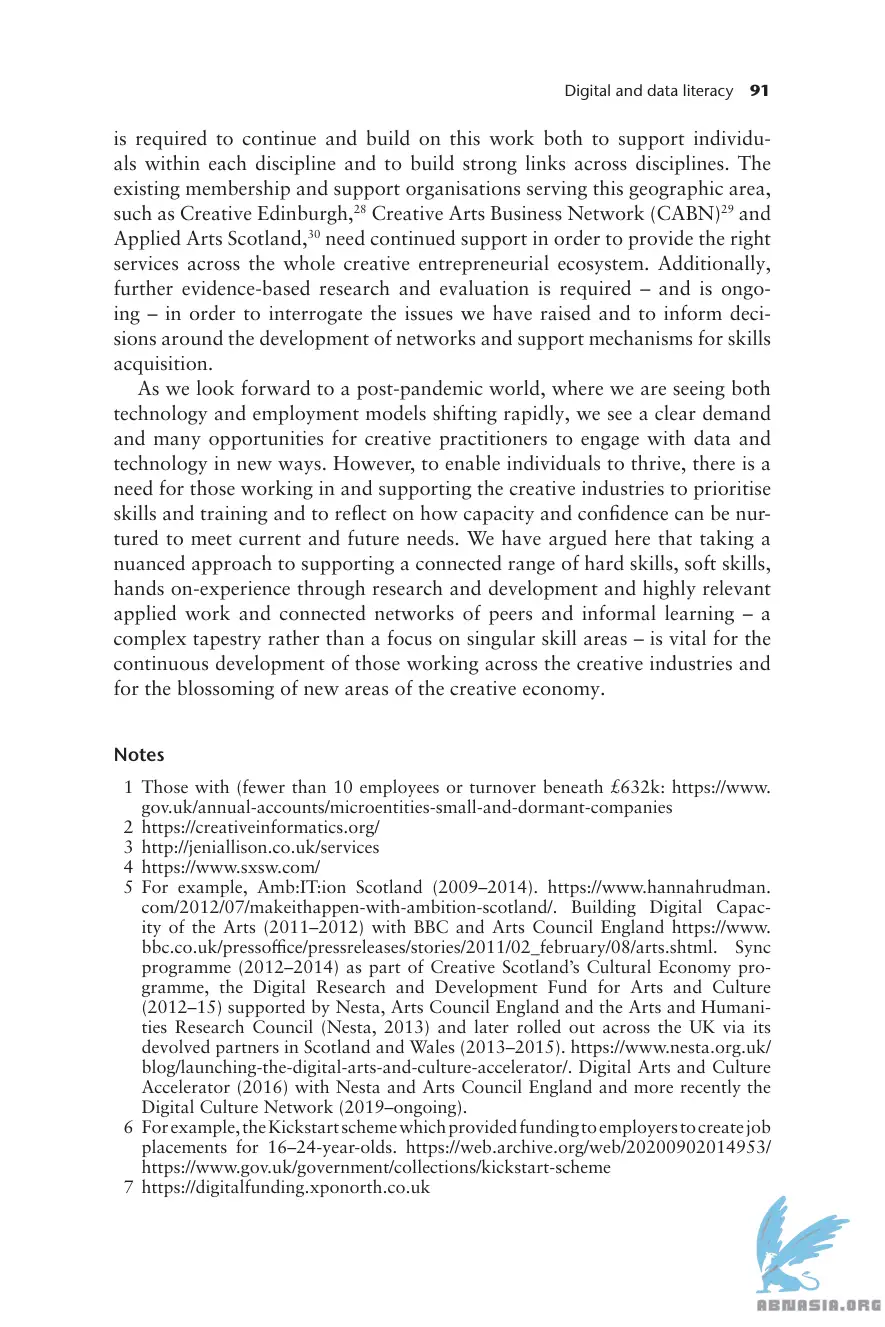 Digital and data literacy 91
is required to continue and build on this work both to support individu-
als within each discipline and to build strong links across disciplines. The
existing membership and support organisations serving this geographic area,
such as Creative Edinburgh,28 Creative Arts Business Network (CABN)29 and
Applied Arts Scotland,30 need continued support in order to provide the right
services across the whole creative entrepreneurial ecosystem. Additionally,
further evidence-based research and evaluation is required – and is ongo-
ing – in order to interrogate the issues we have raised and to inform deci-
sions around the development of networks and support mechanisms for skills
acquisition.
As we look forward to a post-pandemic world, where we are seeing both
technology and employment models shifting rapidly, we see a clear demand
and many opportunities for creative practitioners to engage with data and
technology in new ways. However, to enable individuals to thrive, there is a
need for those working in and supporting the creative industries to prioritise
skills and training and to reflect on how capacity and confidence can be nur-
tured to meet current and future needs. We have argued here that taking a
nuanced approach to supporting a connected range of hard skills, soft skills,
hands on-experience through research and development and highly relevant
applied work and connected networks of peers and informal learning – a
complex tapestry rather than a focus on singular skill areas – is vital for the
continuous development of those working across the creative industries and
for the blossoming of new areas of the creative economy.
Notes
1 Those with (fewer than 10 employees or turnover beneath £632k: https://www.
gov.uk/annual-accounts/microentities-small-and-dormant-companies
2 https://creativeinformatics.org/
3 http://jeniallison.co.uk/services
4 https://www.sxsw.com/
5 For example, Amb:IT:ion Scotland (2009–2014). https://www.hannahrudman.
com/2012/07/makeithappen-with-ambition-scotland/. Building Digital Capac-
ity of the Arts (2011–2012) with BBC and Arts Council England https://www.
bbc.co.uk/pressoffice/pressreleases/stories/2011/02_february/08/arts.shtml. Sync
programme (2012–2014) as part of Creative Scotland's Cultural Economy pro-
gramme, the Digital Research and Development Fund for Arts and Culture
(2012–15) supported by Nesta, Arts Council England and the Arts and Humani-
ties Research Council (Nesta, 2013) and later rolled out across the UK via its
devolved partners in Scotland and Wales (2013–2015). https://www.nesta.org.uk/
blog/launching-the-digital-arts-and-culture-accelerator/. Digital Arts and Culture
Accelerator (2016) with Nesta and Arts Council England and more recently the
Digital Culture Network (2019–ongoing).
6 For example, the Kickstart scheme which provided funding to employers to create job
placements for 16–24-year-olds. https://web.archive.org/web/20200902014953/
https://www.gov.uk/government/collections/kickstart-scheme
7 https://digitalfunding.xponorth.co.uk
ABNASIA.ORG